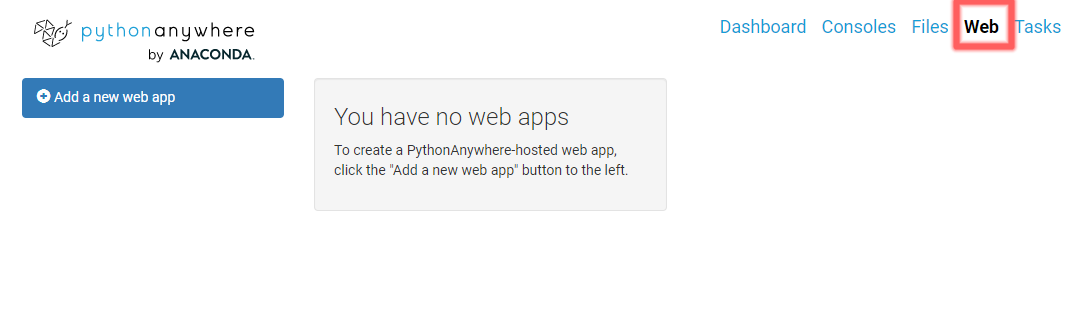 pythonanywhere
by ANACONDA.
Dashboard Consoles Files Web Tasks
Add a new web app
You have no web apps
To create a PythonAnywhere-hosted web app,
click the "Add a new web app" button to the left.